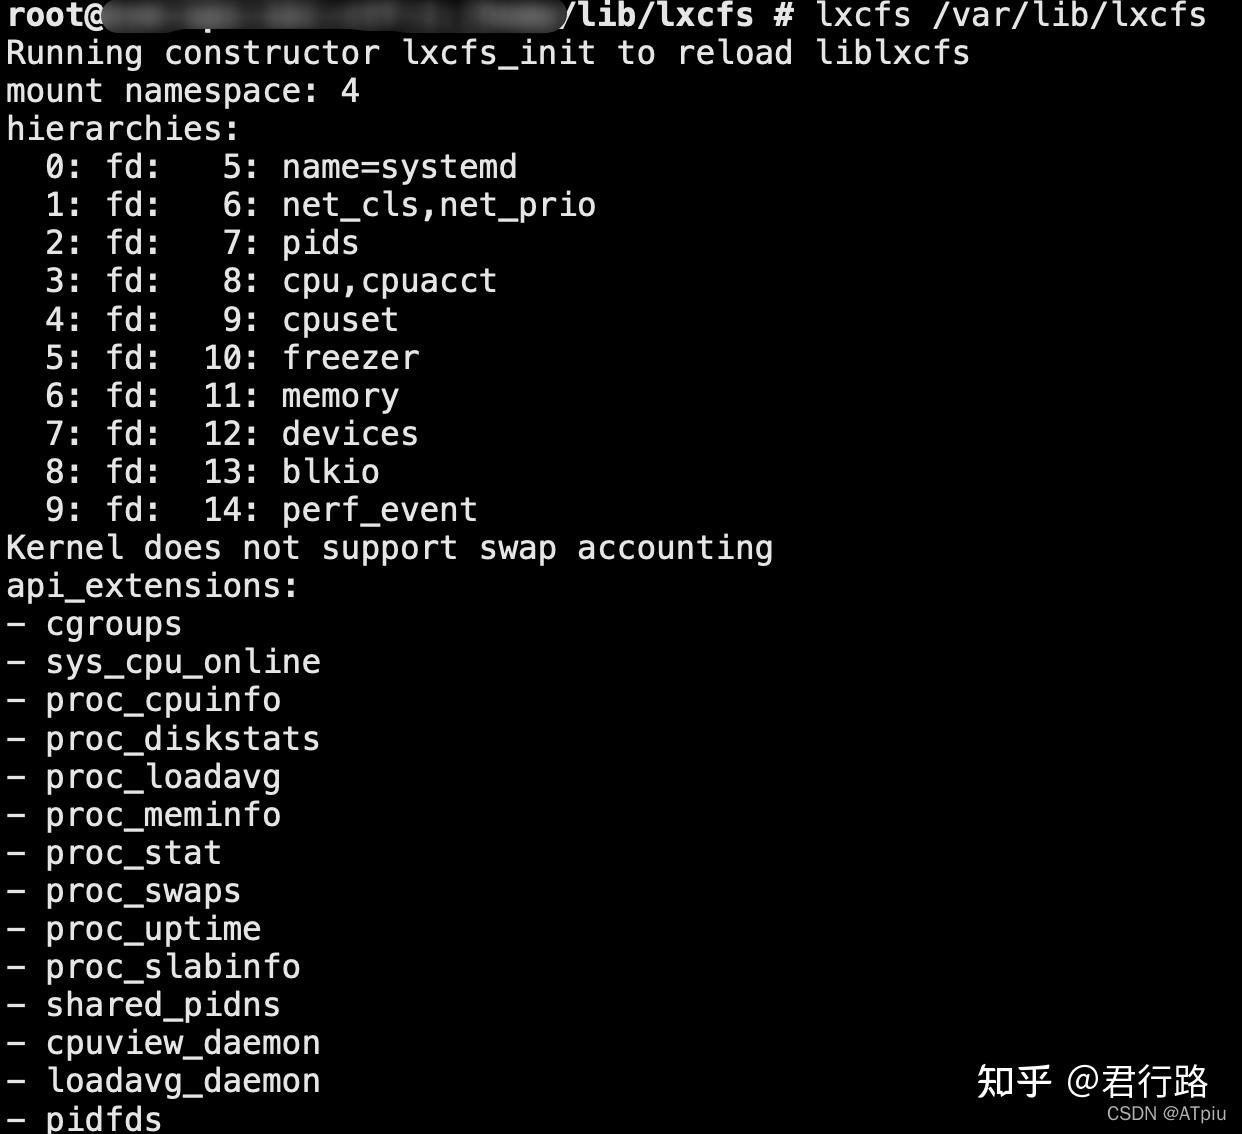 root@ /lib/lxcfs # lxcfs /var/lib/lxcfs
Running constructor lxcfs_init to reload liblxcfs
mount namespace: 4
hierarchies:
  0: fd:   5: name=systemd
  1: fd:   6: net_cls,net_prio
  2: fd:   7: pids
  3: fd:   8: cpu,cpuacct
  4: fd:   9: cpuset
  5: fd:  10: freezer
  6: fd:  11: memory
  7: fd:  12: devices
  8: fd:  13: blkio
  9: fd:  14: perf_event
Kernel does not support swap accounting
api_extensions:
- cgroups
- sys_cpu_online
- proc_cpuinfo
- proc_diskstats
- proc_loadavg
- proc_meminfo
- proc_stat
- proc_swaps
- proc_uptime
- proc_slabinfo
- shared_pidns
- cpuview_daemon
- loadavg_daemon
- pidfds
知乎 @君行路
CSDN @ATpiu